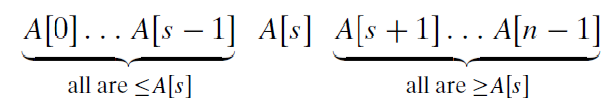 A[0] . . . A[s − 1] A[s] A[s + 1] . . . A[n − 1]
all are ≤A[s] all are ≥A[s]